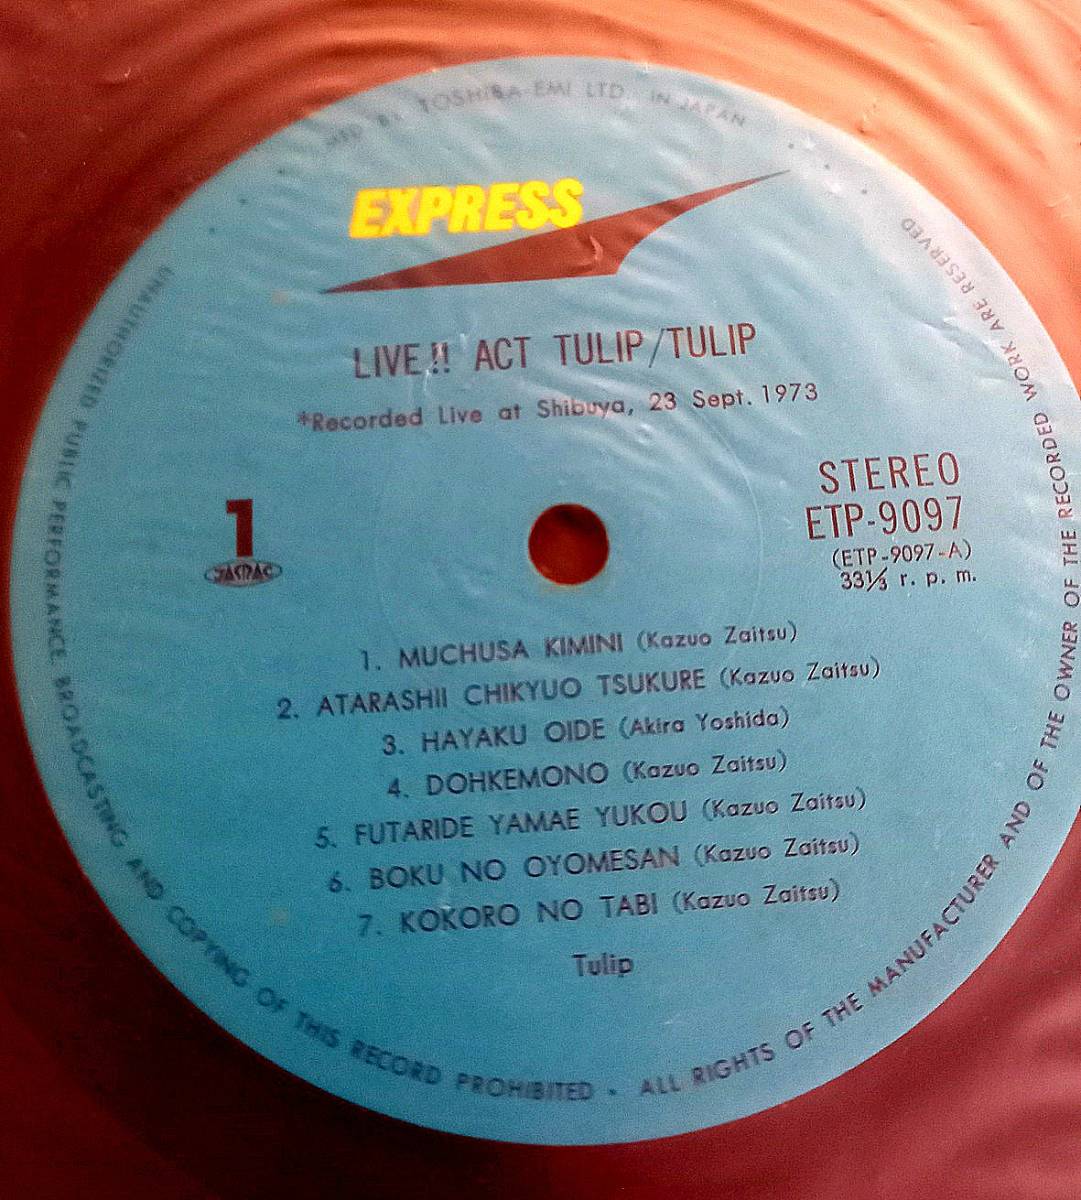 MFD BY TOSHIBA-EMI LTD. IN JAPAN
EXPRESS
LIVE!! ACT TULIP/TULIP
*Recorded Live at Shibuya, 23 Sept. 1973
STEREO
ETP-9097
(ETP-9097-A)
33⅓ r. p. m.
1
JASRAC
1. MUCHUSA KIMINI (Kazuo Zaitsu)
2. ATARASHII CHIKYUO TSUKURE (Kazuo Zaitsu)
3. HAYAKU OIDE (Akira Yoshida)
4. DOHKEMONO (Kazuo Zaitsu)
5. FUTARIDE YAMAE YUKOU (Kazuo Zaitsu)
6. BOKU NO OYOMESAN (Kazuo Zaitsu)
7. KOKORO NO TABI (Kazuo Zaitsu)
Tulip
UNAUTHORIZED PUBLIC PERFORMANCE, BROADCASTING AND COPYING OF THIS RECORD PROHIBITED - ALL RIGHTS OF THE MANUFACTURER AND OF THE OWNER OF THE RECORDED WORK ARE RESERVED